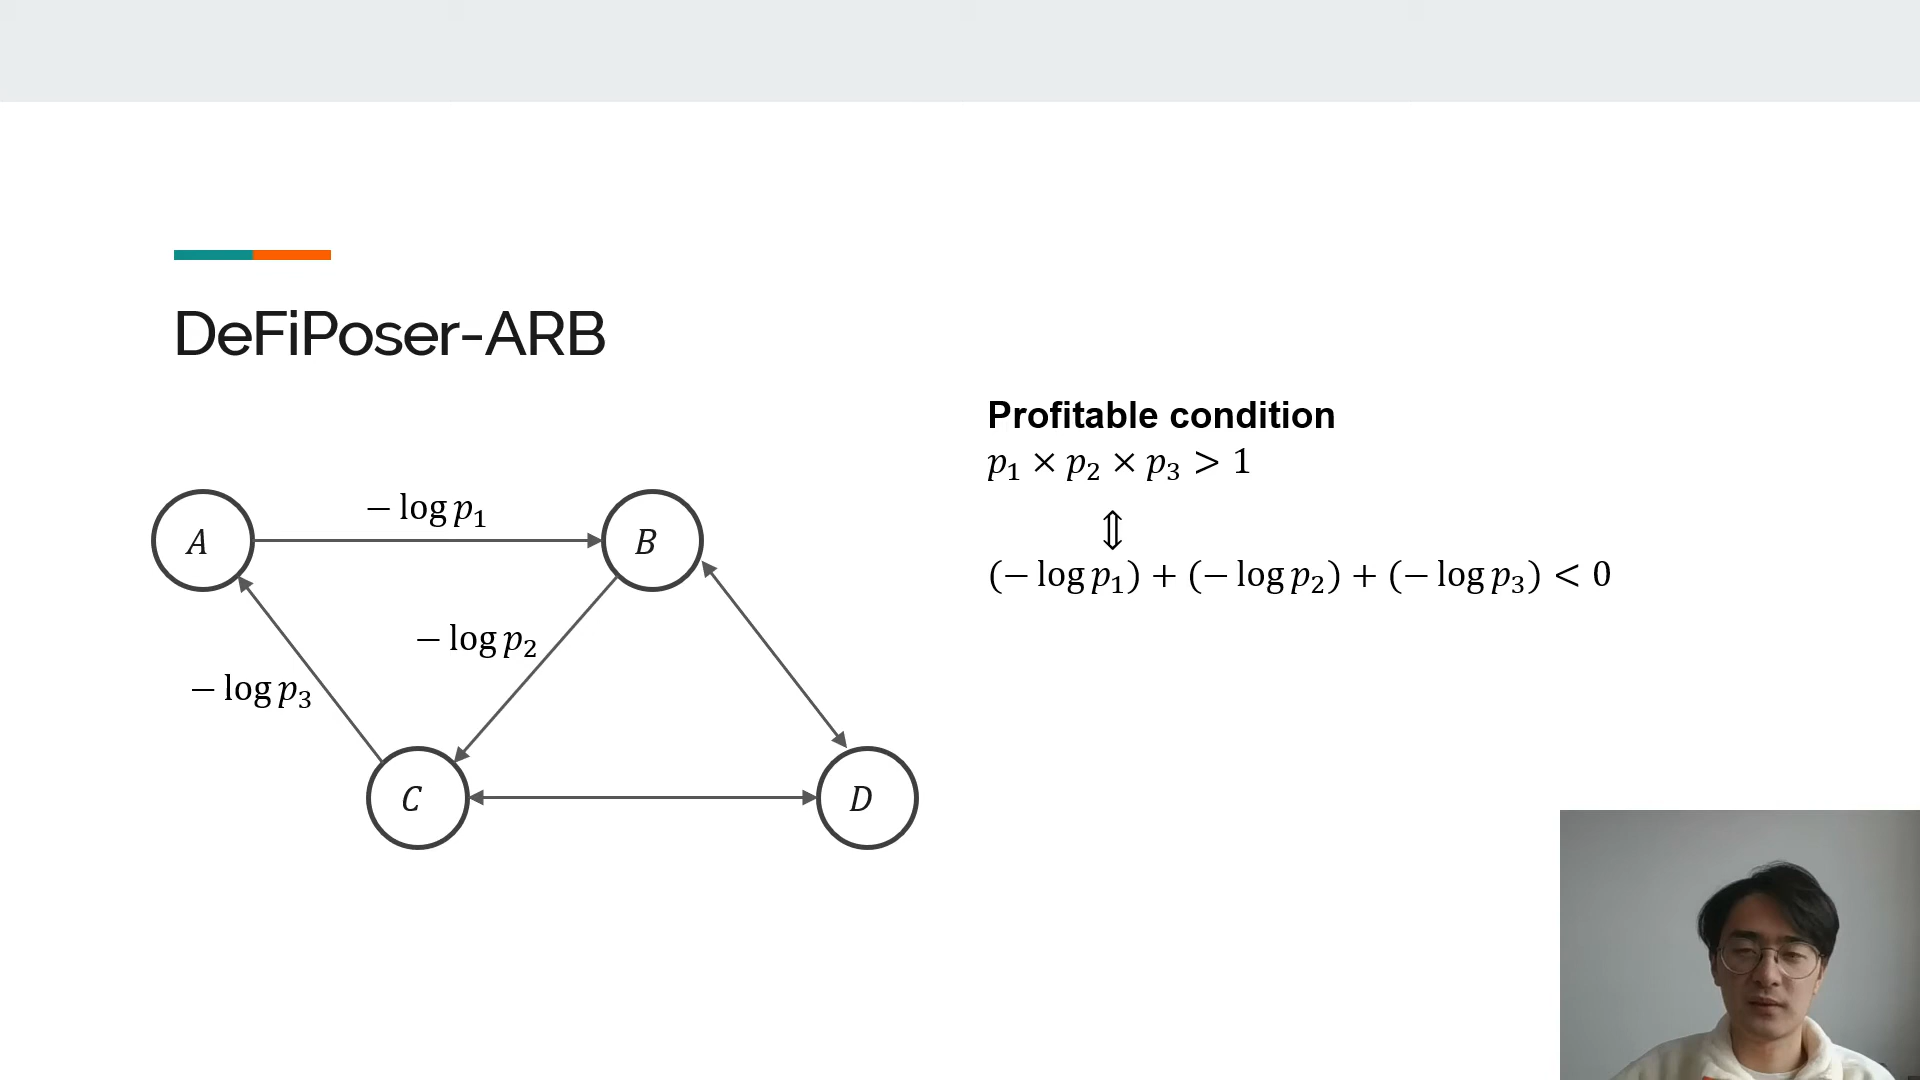 DeFiPoser-ARB
Profitable condition
p₁ × p₂ × p₃ > 1
⇕
(− log p₁) + (− log p₂) + (− log p₃) < 0
− log p₁
A
B
− log p₂
− log p₃
C
D